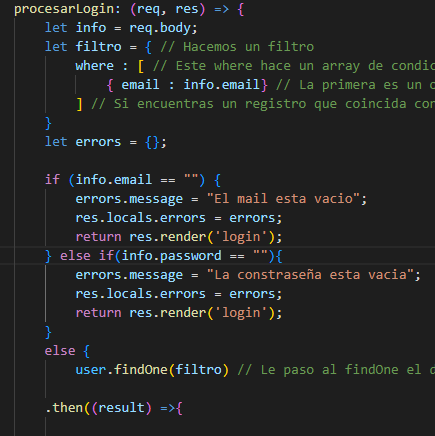 procesarLogin: (req, res) => {
let info = req.body;
let filtro = { // Hacemos un filtro
where : [ // Este where hace un array de condic
{ email : info.email} // La primera es un o
] // Si encuentras un registro que coincida con
}
let errors = {};
if (info.email == "") {
errors.message = "El mail esta vacio";
res.locals.errors = errors;
return res.render('login');
} else if(info.password == ""){
errors.message = "La constraseña esta vacia";
res.locals.errors = errors;
return res.render('login');
}
else {
user.findOne(filtro) // Le paso al findOne el d
.then((result) =>{